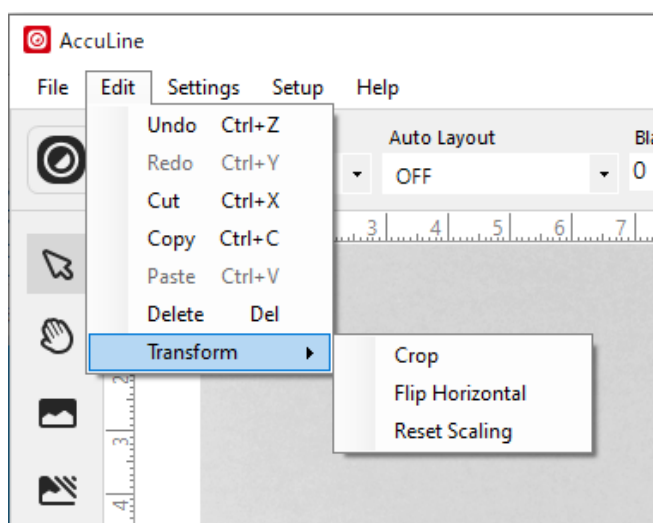 AccuLine
File Edit Settings Setup Help
Undo Ctrl+Z
Redo Ctrl+Y
Cut Ctrl+X
Copy Ctrl+C
Paste Ctrl+V
Delete Del
Transform
Crop
Flip Horizontal
Reset Scaling
Auto Layout
OFF
0
3 4 5 6 7
2
3
4